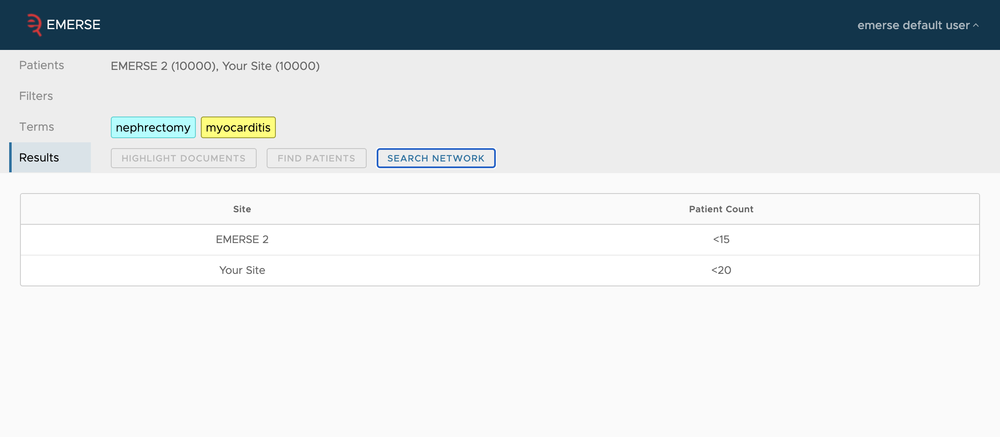 EMERSE
emerse default user
Patients
EMERSE 2 (10000), Your Site (10000)
Filters
Terms
nephrectomy
myocarditis
Results
HIGHLIGHT DOCUMENTS
FIND PATIENTS
SEARCH NETWORK
Site
Patient Count
EMERSE 2
<15
Your Site
<20